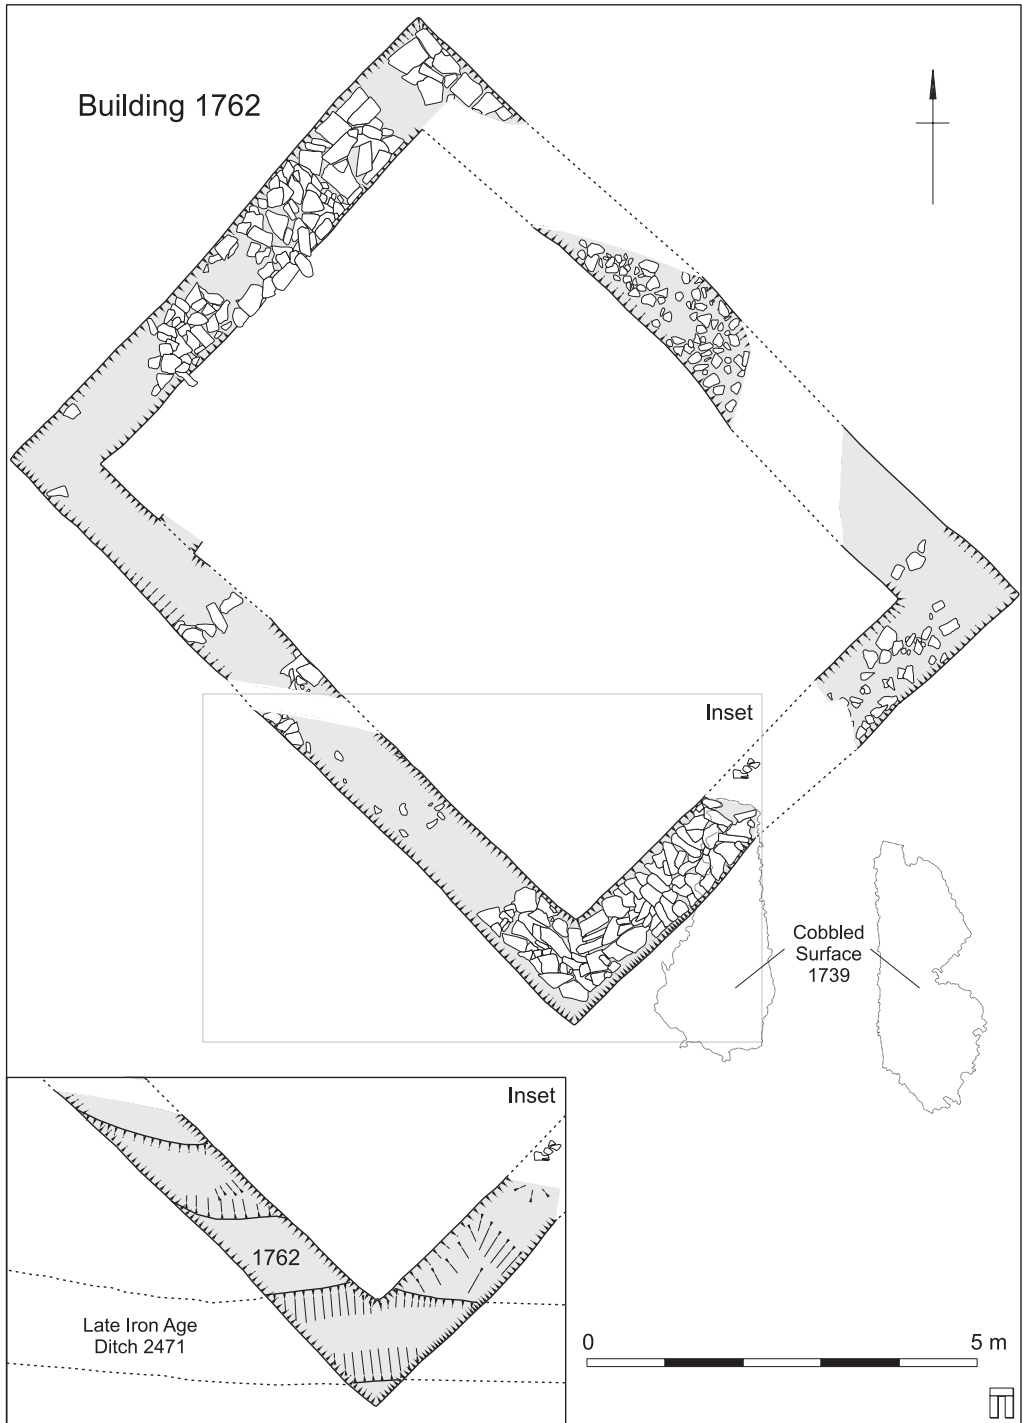 Building 1762
Inset
Cobbled
Surface
1739
Inset
1762
Late Iron Age
Ditch 2471
0 5 m